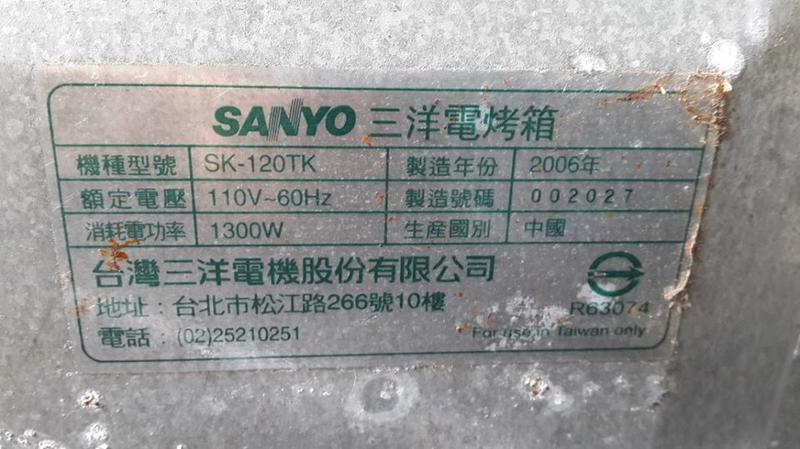 SANYO 三洋電烤箱
機種型號 SK-120TK 製造年份 2006年
額定電壓 110V~60Hz 製造號碼 002027
消耗電功率 1300W 生產國別 中國
台灣三洋電機股份有限公司
地址：台北市松江路266號10樓
R63074
電話：(02)25210251
For use in Taiwan only